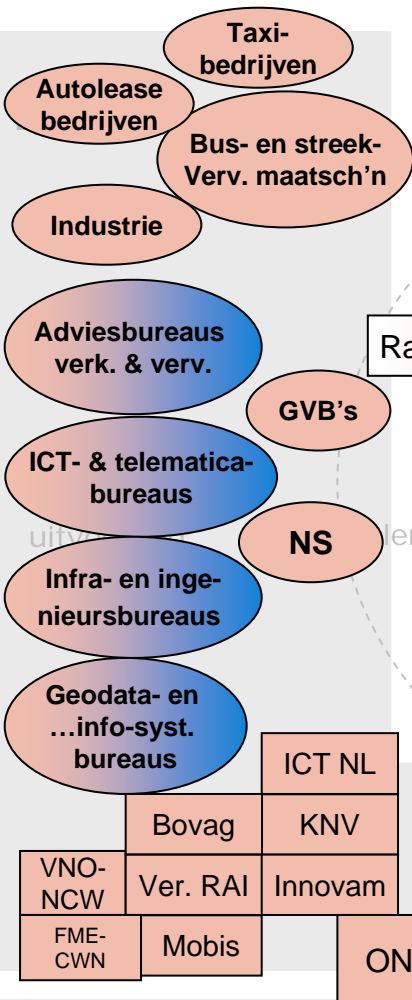 Taxi-
bedrijven
Autolease
bedrijven
Bus- en streek-
Verv. maatsch'n
Industrie
Adviesbureaus
verk. & verv.
Ra
GVB's
ICT- & telematica-
bureaus
NS
Infra- en inge-
nieursbureaus
Geodata- en
...info-syst.
bureaus
ICT NL
Bovag
KNV
VNO-
NCW
Ver. RAI
Innovam
FME-
CWN
Mobis
ON